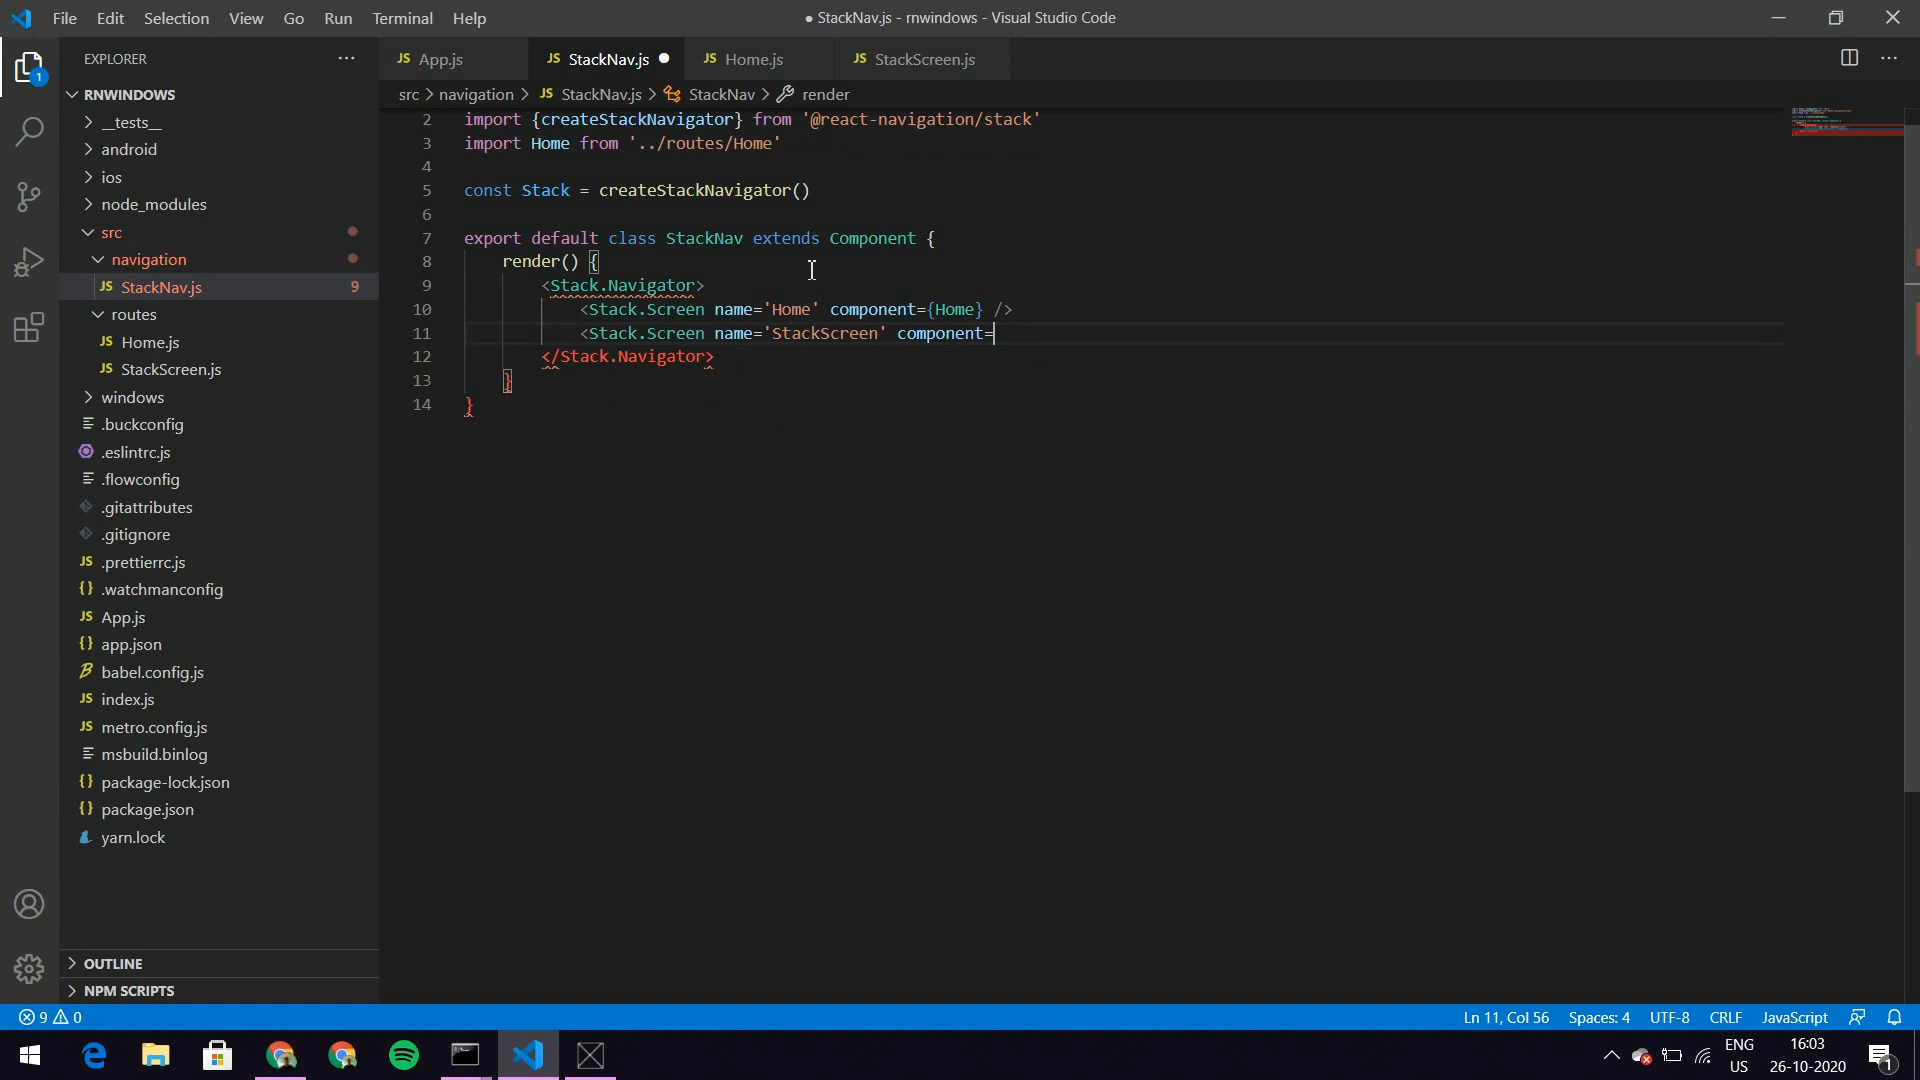 File Edit Selection View Go Run Terminal Help
● StackNav.js - rnwindows - Visual Studio Code
EXPLORER
RNWINDOWS
__tests__
android
ios
node_modules
src
navigation
JS StackNav.js 9
routes
JS Home.js
JS StackScreen.js
windows
.buckconfig
.eslintrc.js
.flowconfig
.gitattributes
.gitignore
JS .prettierrc.js
{} .watchmanconfig
JS App.js
{} app.json
babel.config.js
JS index.js
JS metro.config.js
msbuild.binlog
{} package-lock.json
{} package.json
yarn.lock
OUTLINE
NPM SCRIPTS
1
JS App.js
JS StackNav.js ●
JS Home.js
JS StackScreen.js
src > navigation > JS StackNav.js > StackNav > render
2 import {createStackNavigator} from '@react-navigation/stack'
3 import Home from '../routes/Home'
4
5 const Stack = createStackNavigator()
6
7 export default class StackNav extends Component {
8 render() {
9 <Stack.Navigator>
10 <Stack.Screen name='Home' component={Home} />
11 <Stack.Screen name='StackScreen' component=
12 </Stack.Navigator>
13 }
14 }
9 0
Ln 11, Col 56 Spaces: 4 UTF-8 CRLF JavaScript
ENG
US
16:03
26-10-2020
1